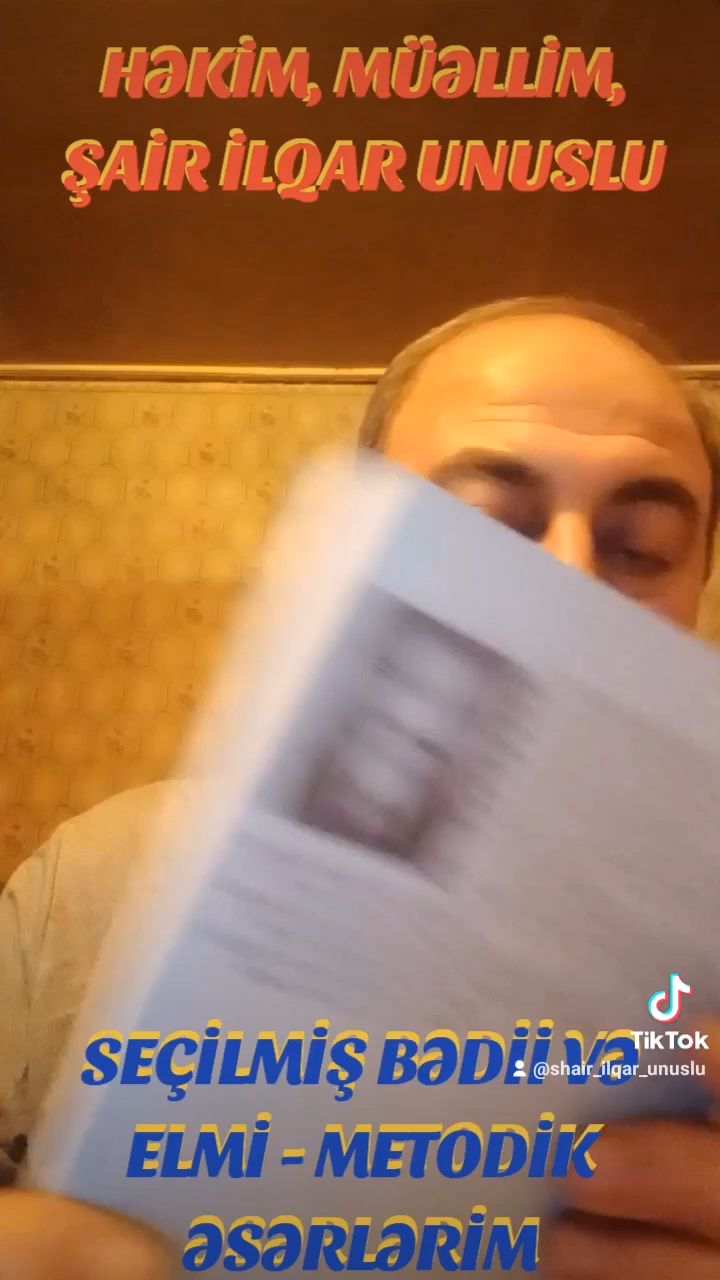 HƏKİM, MÜƏLLİM,
ŞAİR İLQAR UNUSLU
TikTok
@shair_ilqar_unuslu
SEÇİLMİŞ BƏDİİ VƏ
ELMİ - METODİK
ƏSƏRLƏRİM